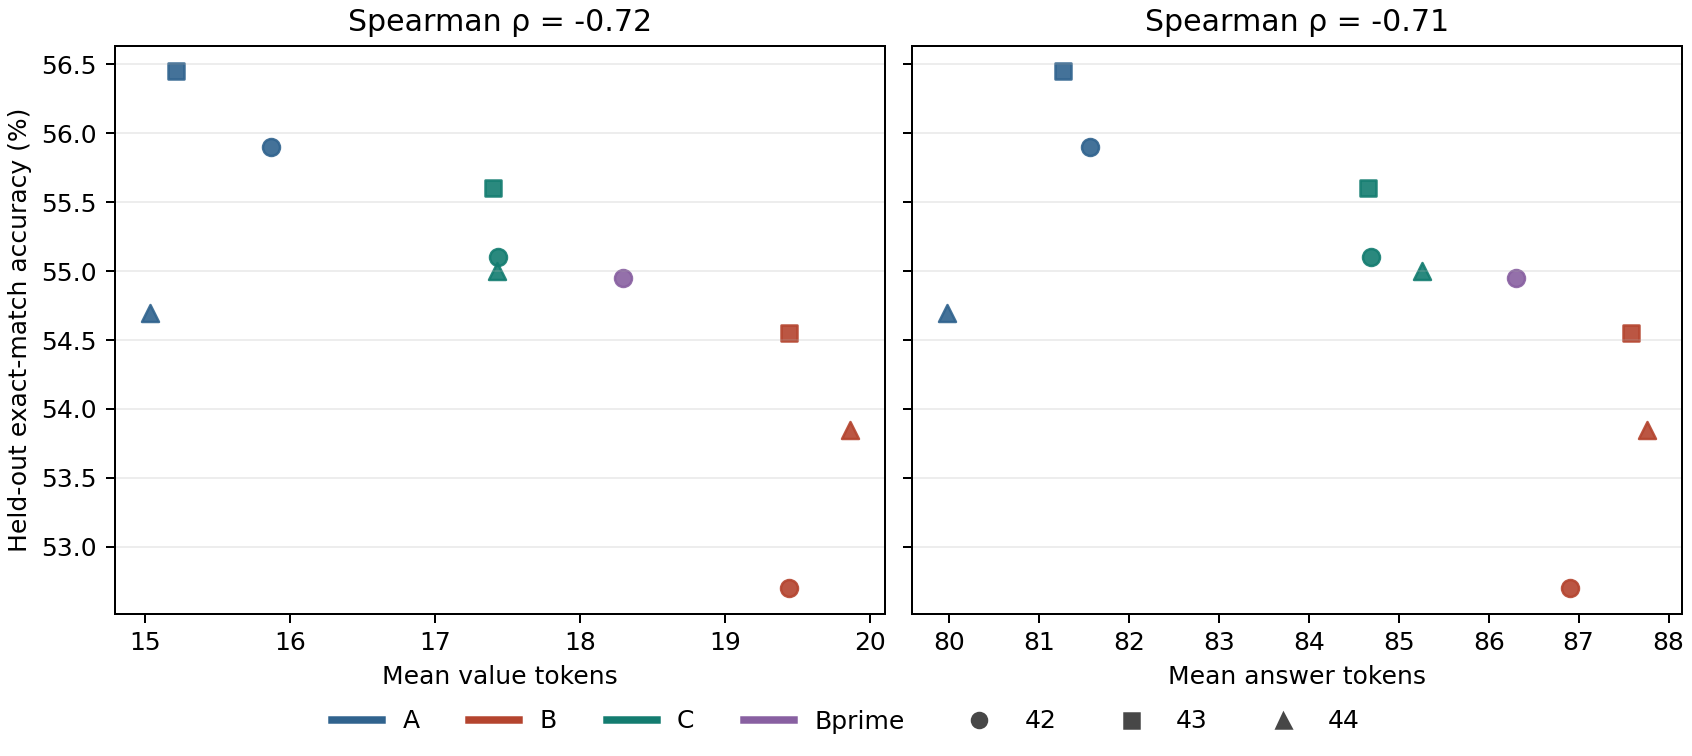 Spearman ρ = -0.72
Spearman ρ = -0.71
Held-out exact-match accuracy (%)
56.5
56.0
55.5
55.0
54.5
54.0
53.5
53.0
15 16 17 18 19 20
80 81 82 83 84 85 86 87 88
Mean value tokens
Mean answer tokens
A B C Bprime 42 43 44